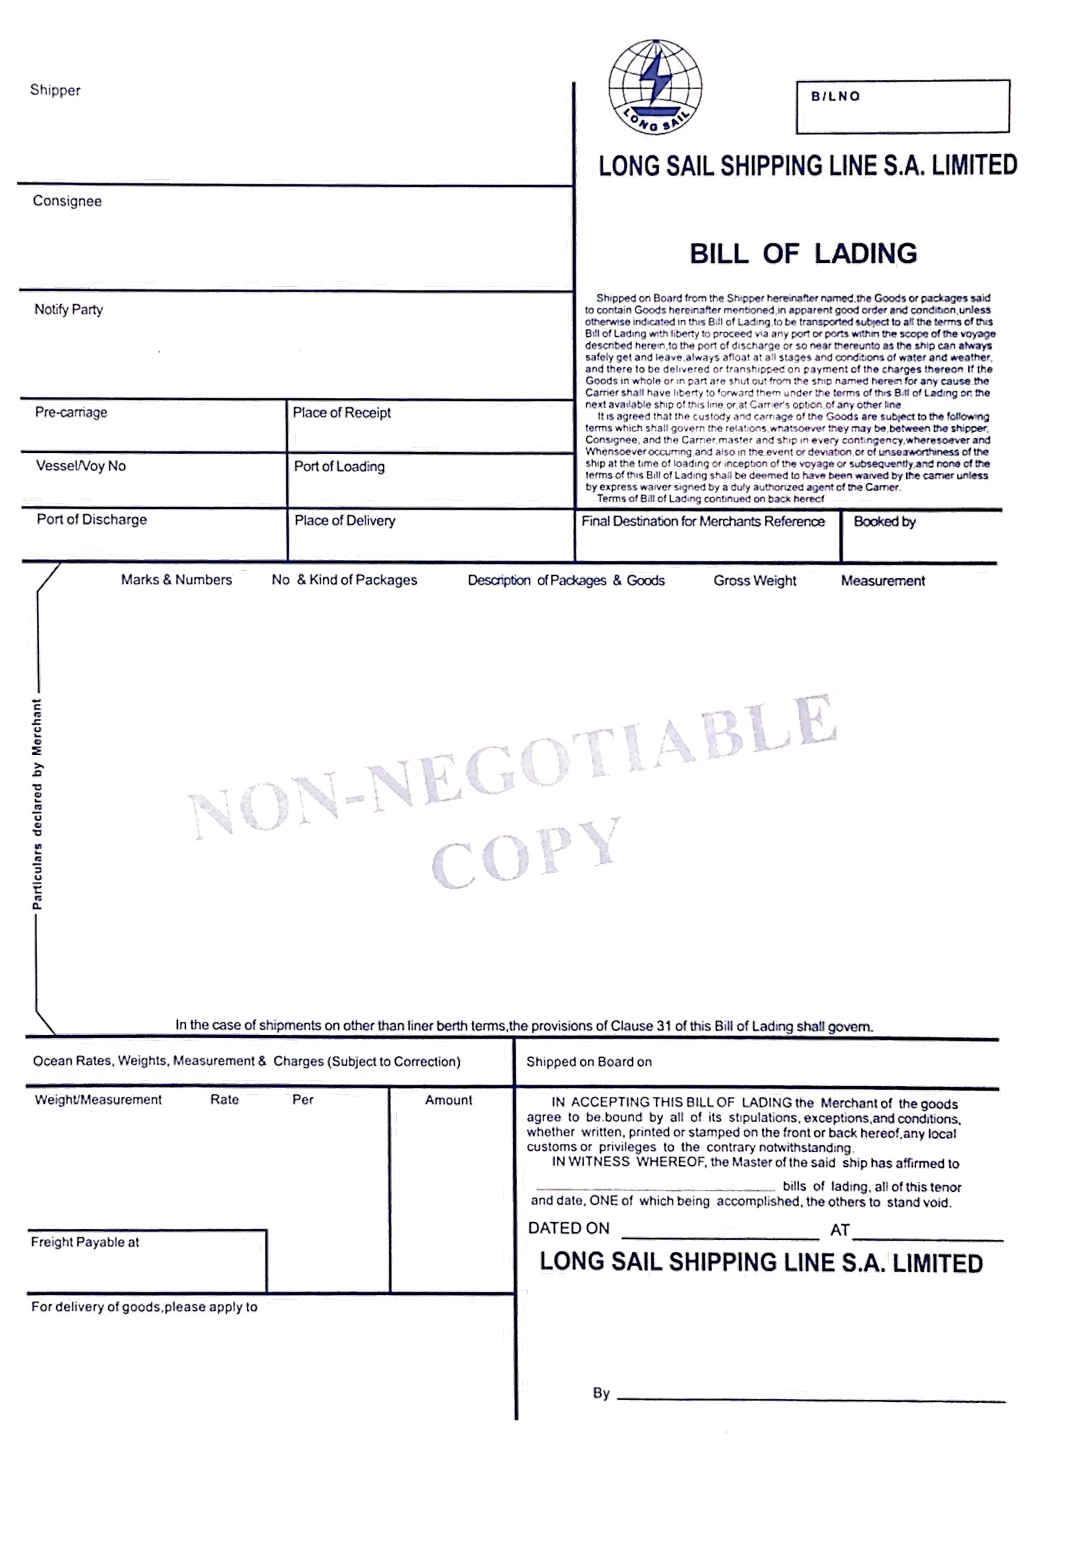 Shipper
LONG SAIL
B/LNO
LONG SAIL SHIPPING LINE S.A. LIMITED
Consignee
BILL OF LADING
Notify Party
Shipped on Board from the Shipper hereinafter named,the Goods or packages said
to contain Goods hereinafter mentioned,in apparent good order and condition,unless
otherwise indicated in this Bill of Lading,to be transported subject to all the terms of this
Bill of Lading with liberty to proceed via any port or ports within the scope of the voyage
described herein,to the port of discharge or so near thereunto as the ship can always
safely get and leave,always afloat at all stages and conditions of water and weather,
and there to be delivered or transhipped on payment of the charges thereon If the
Goods in whole or in part are shut out from the ship named herein for any cause,the
Carrier shall have liberty to forward them under the terms of this Bill of Lading on the
next available ship of this line or,at Carrier's option,of any other line
It is agreed that the custody and carriage of the Goods are subject to the following
terms which shall govern the relations,whatsoever they may be,between the shipper,
Consignee, and the Carrier,master and ship in every contingency,wheresoever and
Whensoever occurring,and also in the event or deviation,or of unseaworthiness of the
ship at the time of loading or inception of the voyage or subsequently,and none of the
terms of this Bill of Lading shall be deemed to have been waived by the carrier unless
by express waiver signed by a duly authorized agent of the Carrier.
Terms of Bill of Lading continued on back hereof
Pre-carriage
Place of Receipt
Vessel/Voy No
Port of Loading
Port of Discharge
Place of Delivery
Final Destination for Merchants Reference
Booked by
Marks & Numbers
No & Kind of Packages
Description of Packages & Goods
Gross Weight
Measurement
Particulars declared by Merchant
NON-NEGOTIABLE
COPY
In the case of shipments on other than liner berth terms,the provisions of Clause 31 of this Bill of Lading shall govern.
Ocean Rates, Weights, Measurement & Charges (Subject to Correction)
Shipped on Board on
Weight/Measurement
Rate
Per
Amount
IN ACCEPTING THIS BILL OF LADING the Merchant of the goods
agree to be.bound by all of its stipulations, exceptions,and conditions,
whether written, printed or stamped on the front or back hereof,any local
customs or privileges to the contrary notwithstanding.
IN WITNESS WHEREOF, the Master of the said ship has affirmed to
bills of lading, all of this tenor
and date, ONE of which being accomplished, the others to stand void.
DATED ON
AT
Freight Payable at
LONG SAIL SHIPPING LINE S.A. LIMITED
For delivery of goods,please apply to
By